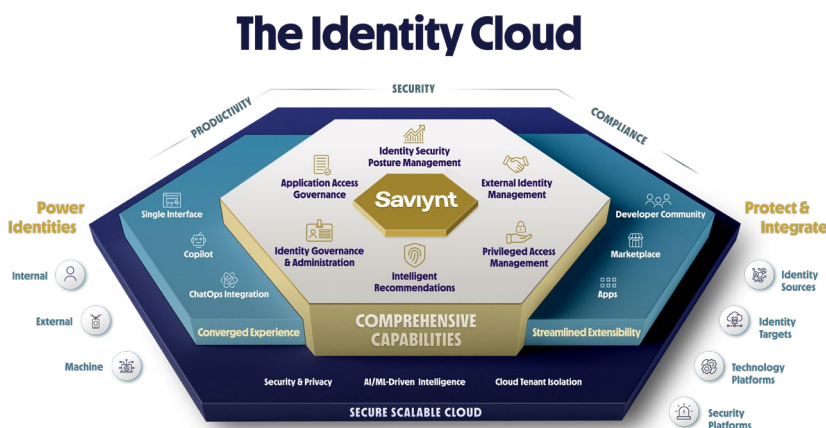 The Identity Cloud
SECURITY
PRODUCTIVITY
COMPLIANCE
Identity Security
Posture Management
Application Access
Governance
External Identity
Management
Savıynt
Identity Governance
& Administration
Privileged Access
Management
Intelligent
Recommendations
COMPREHENSIVE
CAPABILITIES
Single Interface
Copilot
ChatOps Integration
Converged Experience
Developer Community
Marketplace
Apps
Streamlined Extensibility
Power
Identities
Internal
External
Machine
Protect &
Integrate
Identity
Sources
Identity
Targets
Technology
Platforms
Security
Platforms
Security & Privacy
AI/ML-Driven Intelligence
Cloud Tenant Isolation
SECURE SCALABLE CLOUD